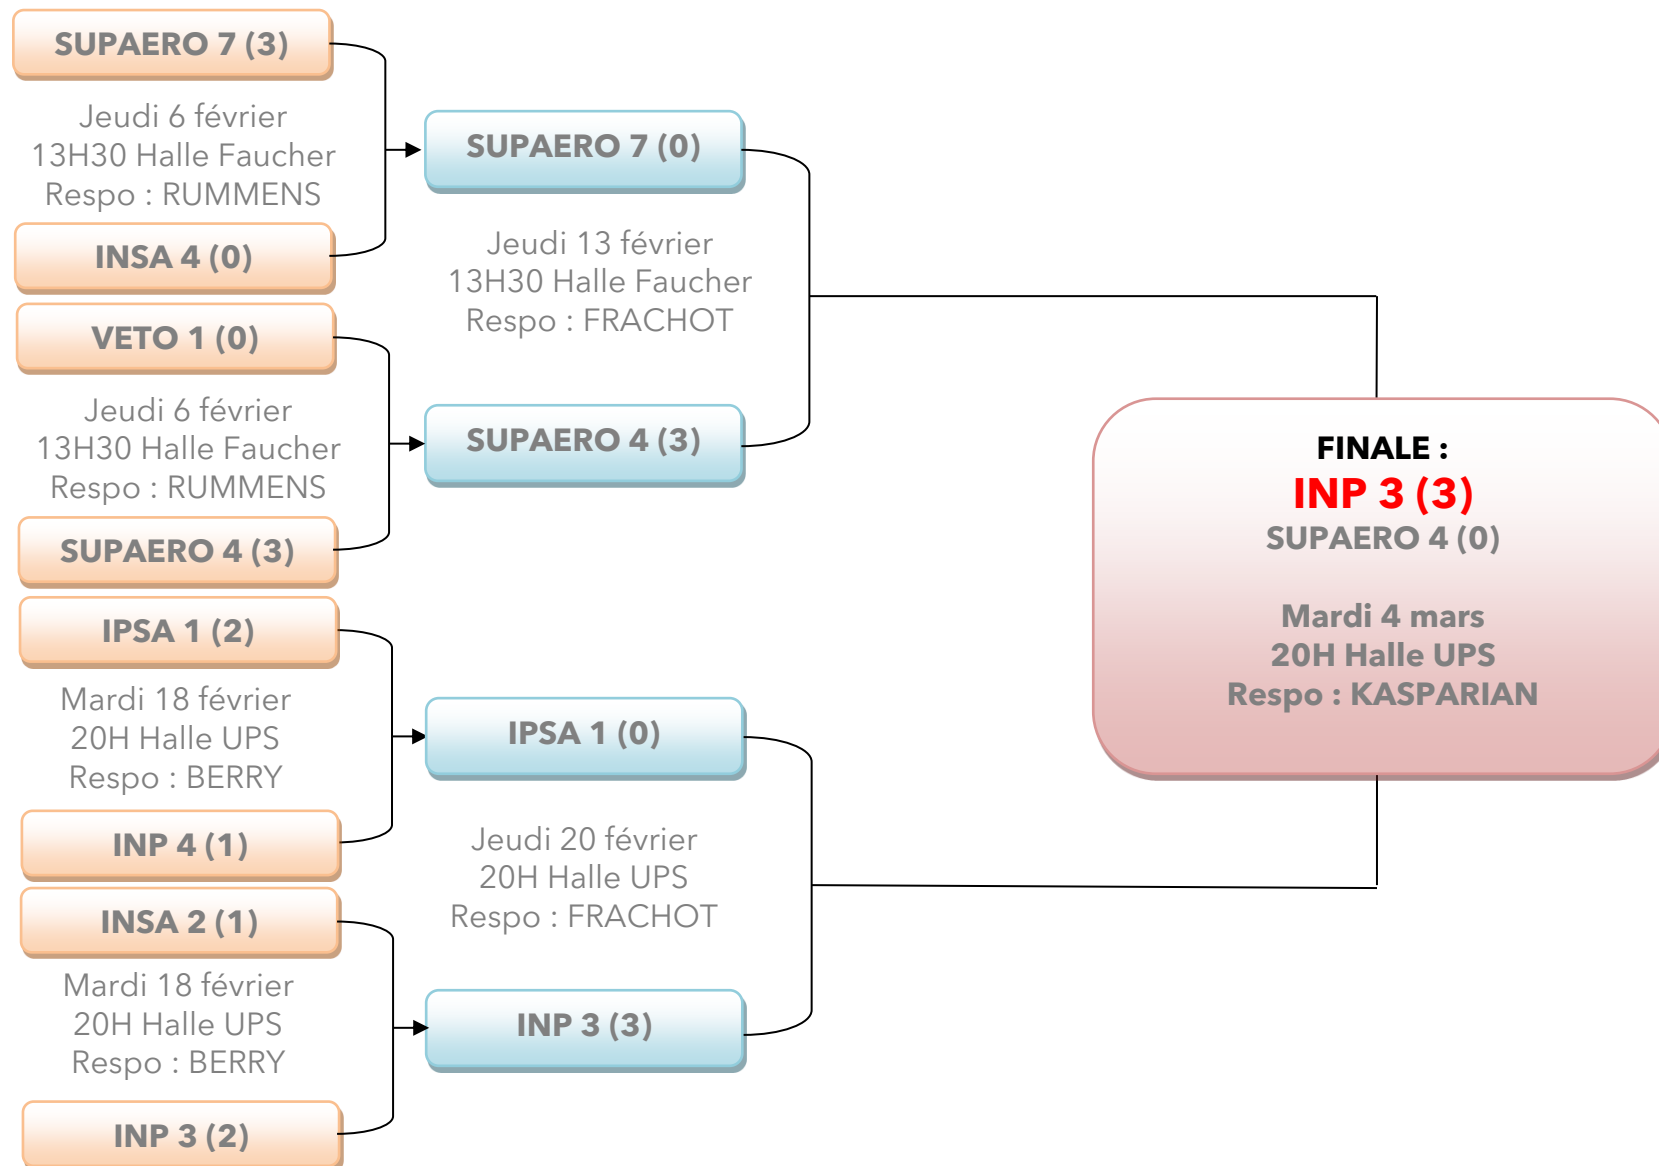 SUPAERO 7 (3)
Jeudi 6 février
13H30 Halle Faucher
Respo : RUMMENS
INSA 4 (0)
VETO 1 (0)
Jeudi 6 février
13H30 Halle Faucher
Respo : RUMMENS
SUPAERO 4 (3)
IPSA 1 (2)
Mardi 18 février
20H Halle UPS
Respo : BERRY
INP 4 (1)
INSA 2 (1)
Mardi 18 février
20H Halle UPS
Respo : BERRY
INP 3 (2)
SUPAERO 7 (0)
Jeudi 13 février
13H30 Halle Faucher
Respo : FRACHOT
SUPAERO 4 (3)
IPSA 1 (0)
Jeudi 20 février
20H Halle UPS
Respo : FRACHOT
INP 3 (3)
FINALE :
INP 3 (3)
SUPAERO 4 (0)
Mardi 4 mars
20H Halle UPS
Respo : KASPARIAN